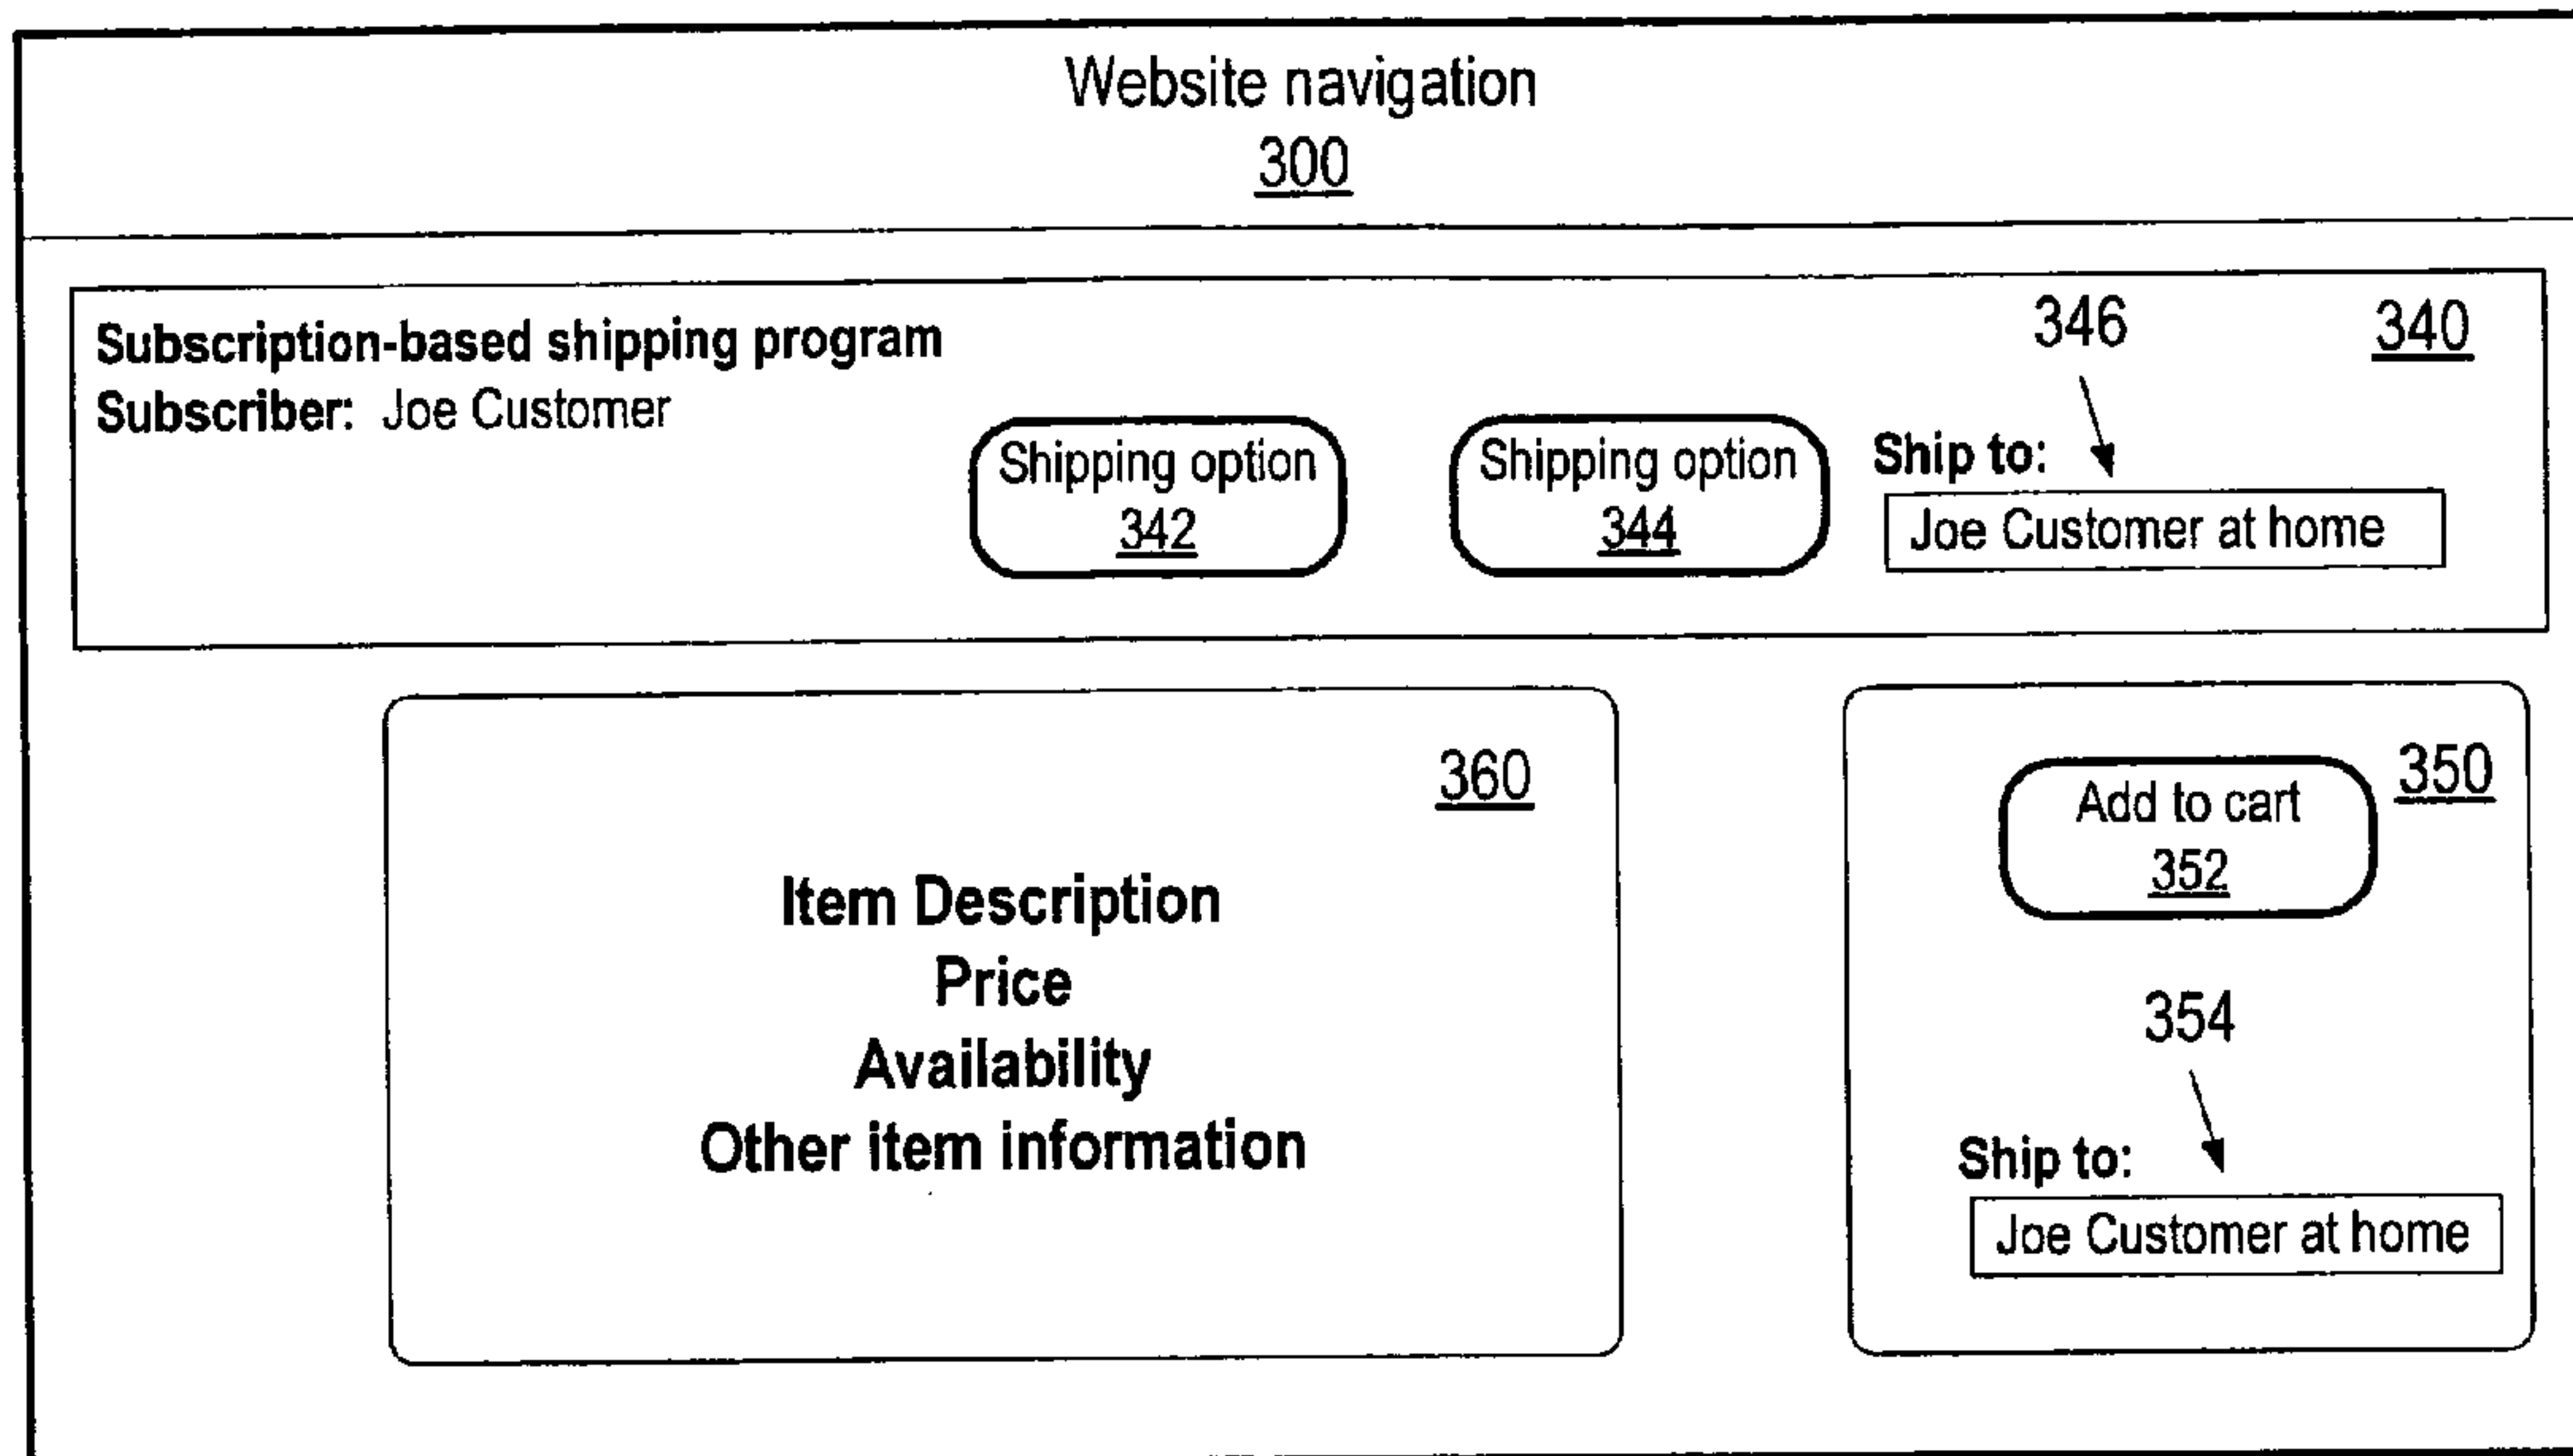 Website navigation
300
346
340
Subscription-based shipping program
Subscriber: Joe Customer
Shipping option
342
Shipping option
344
Ship to:
Joe Customer at home
360
Item Description
Price
Availability
Other item information
350
Add to cart
352
354
Ship to:
Joe Customer at home